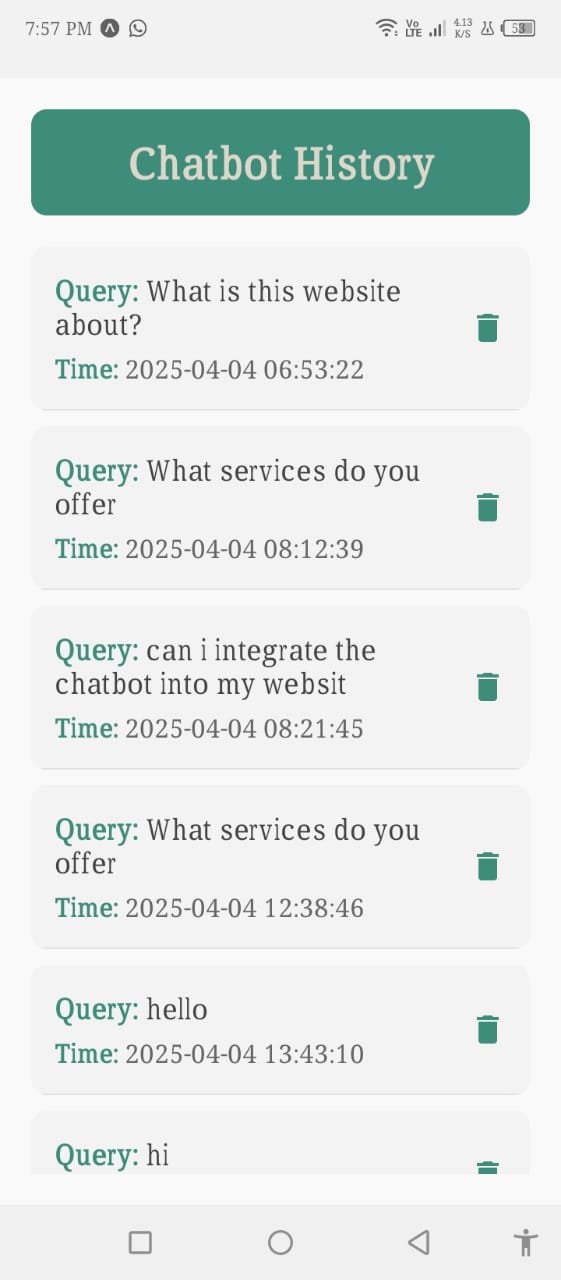 7:57 PM
Vo LTE 4.13 K/S 53
Chatbot History
Query: What is this website
about?
Time: 2025-04-04 06:53:22
Query: What services do you
offer
Time: 2025-04-04 08:12:39
Query: can i integrate the
chatbot into my websit
Time: 2025-04-04 08:21:45
Query: What services do you
offer
Time: 2025-04-04 12:38:46
Query: hello
Time: 2025-04-04 13:43:10
Query: hi